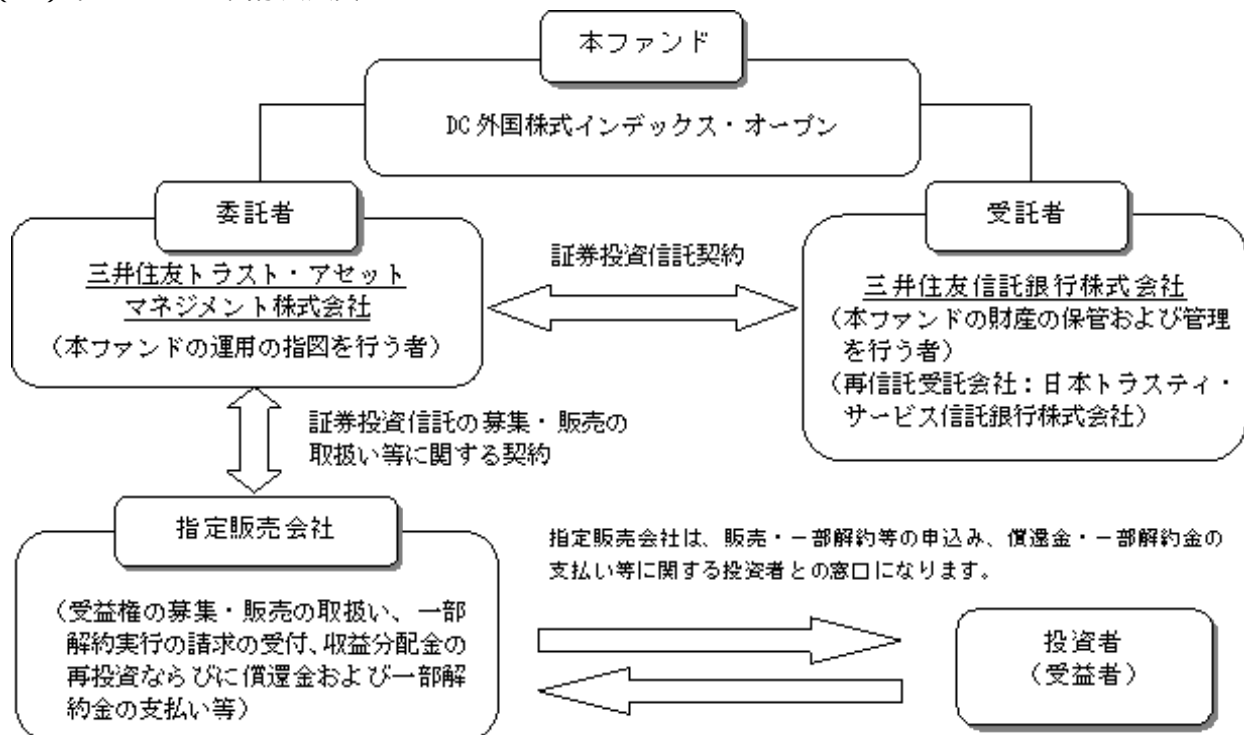 本ファンド
DC外国株式インデックス・オープン
委託者
三井住友トラスト・アセット
マネジメント株式会社
(本ファンドの運用の指図を行う者)
証券投資信託契約
受託者
三井住友信託銀行株式会社
(本ファンドの財産の保管および管理
を行う者)
(再信託受託会社：日本トラスティ・
サービス信託銀行株式会社)
証券投資信託の募集・販売の
取扱い等に関する契約
指定販売会社
(受益権の募集・販売の取扱い、一部
解約実行の請求の受付、収益分配金の
再投資ならびに償還金および一部解
約金の支払い等)
指定販売会社は、販売・一部解約等の申込み、償還金・一部解約金の
支払い等に関する投資者との窓口になります。
投資者
(受益者)